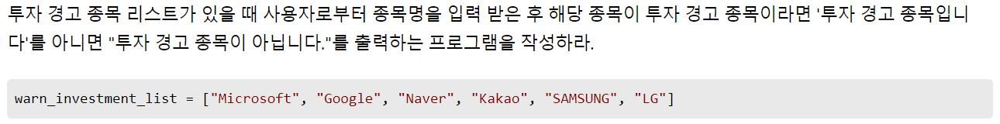 투자 경고 종목 리스트가 있을 때 사용자로부터 종목명을 입력 받은 후 해당 종목이 투자 경고 종목이라면 '투자 경고 종목입니
다'를 아니면 "투자 경고 종목이 아닙니다."를 출력하는 프로그램을 작성하라.
warn_investment_list = ["Microsoft", "Google", "Naver", "Kakao", "SAMSUNG", "LG"]